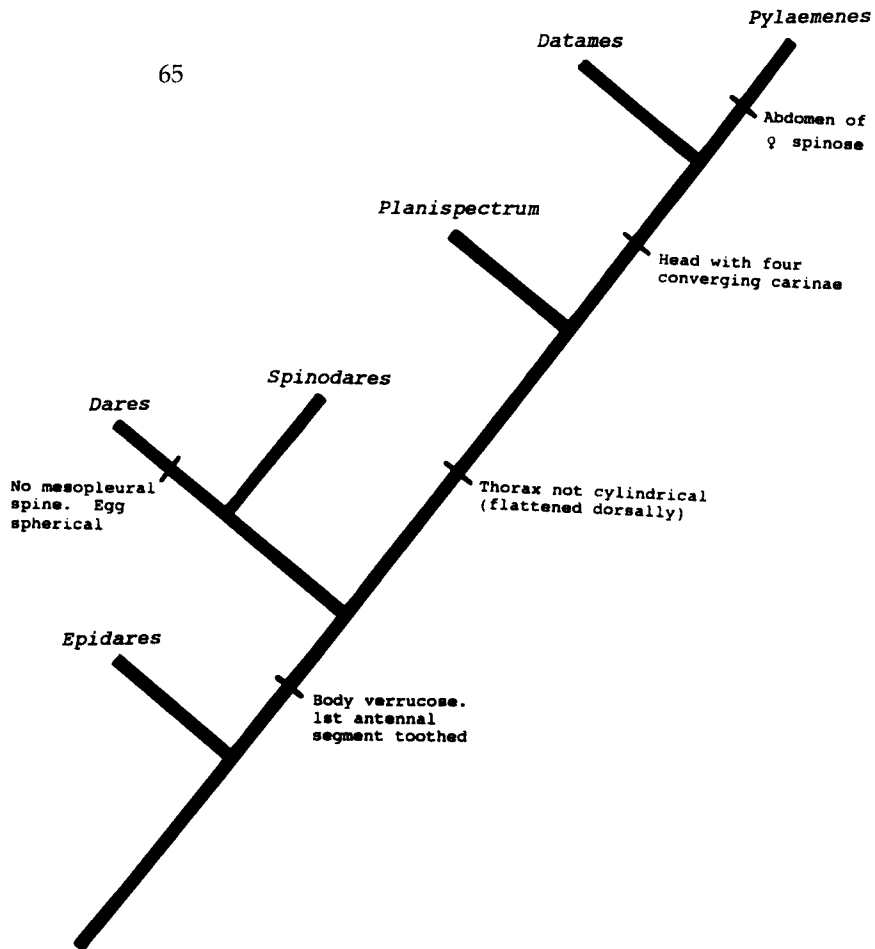 Pylaemenes
Datames
65
Abdomen of
♀ spinose
Planispectrum
Head with four
converging carinae
Spinodares
Dares
No mesopleural
spine. Egg
spherical
Thorax not cylindrical
(flattened dorsally)
Epidares
Body verrucose.
1st antennal
segment toothed